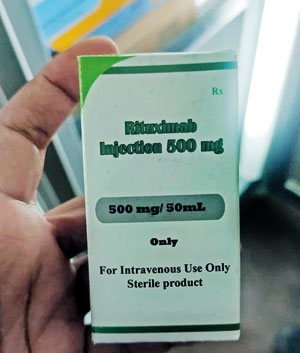 Rx
Rituximab
Injection 500 mg
500 mg/ 50mL
Only
For Intravenous Use Only
Sterile product